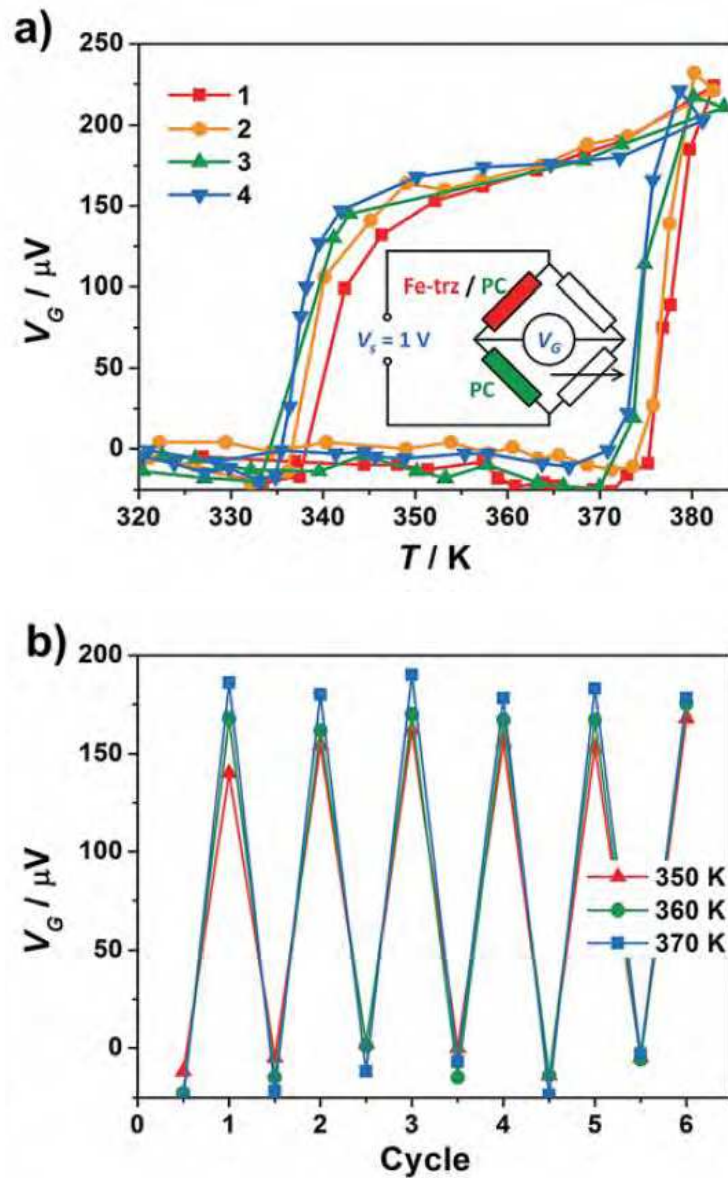 a)
250
200
150
100
50
0
V_G / μV
1
2
3
4
Fe-trz / PC
V_s = 1 V
V_G
PC
320 330 340 350 360 370 380
T / K
b)
200
150
100
50
0
V_G / μV
350 K
360 K
370 K
0 1 2 3 4 5 6
Cycle